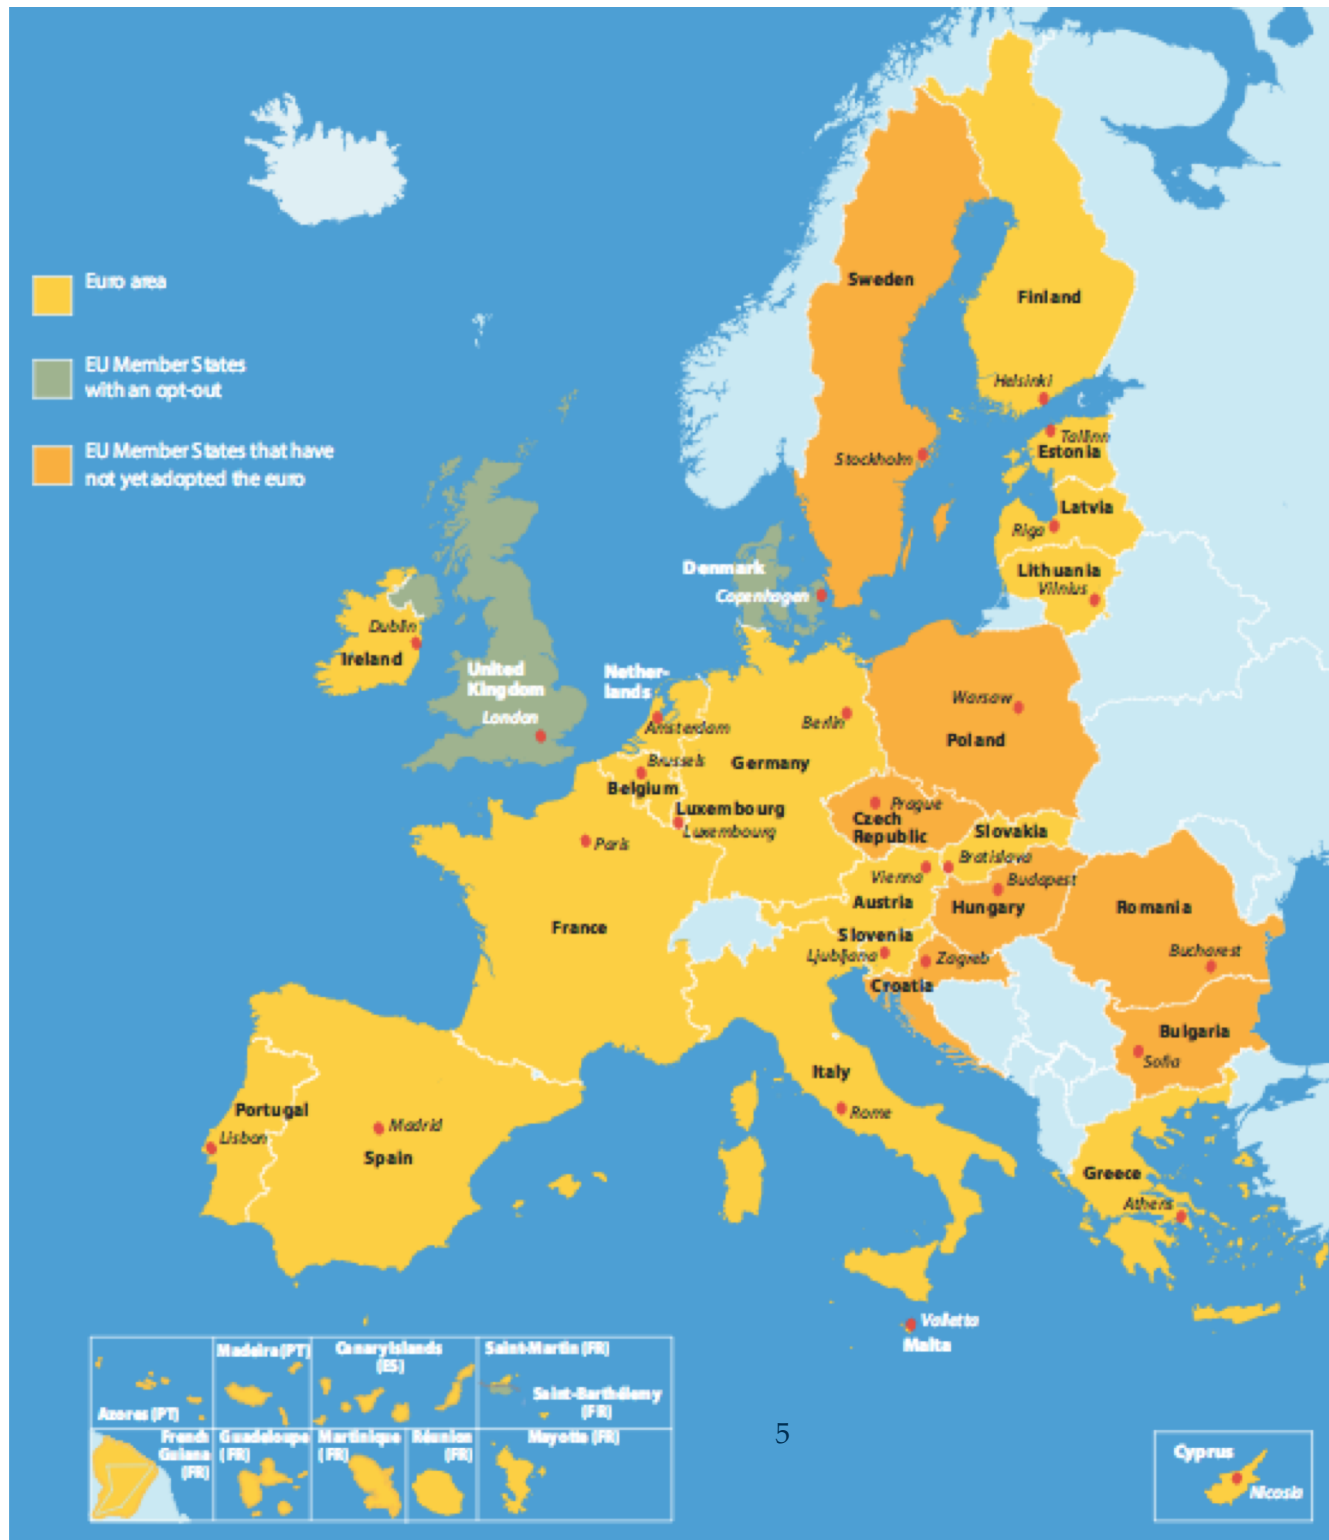 Euro area
EU Member States
with an opt-out
EU Member States that have
not yet adopted the euro
Sweden
Finland
Helsinki
Tallinn
Estonia
Stockholm
Latvia
Riga
Denmark
Copenhagen
Lithuania
Vilnius
Dublin
Ireland
United
Kingdom
London
Nether-
lands
Amsterdam
Berlin
Warsaw
Poland
Brussels
Belgium
Germany
Luxembourg
Luxembourg
Prague
Czech
Republic
Slovakia
Bratislava
Paris
Vienna
Austria
Budapest
Hungary
Romania
Bucharest
France
Slovenia
Ljubljana
Zagreb
Croatia
Bulgaria
Sofia
Italy
Rome
Portugal
Lisbon
Madrid
Spain
Greece
Athens
Valletta
Malta
Azores (PT)
Madeira (PT)
Canary Islands
(ES)
Saint-Martin (FR)
Saint-Barthélemy
(FR)
French
Guiana
(FR)
Guadeloupe
(FR)
Martinique
(FR)
Réunion
(FR)
Mayotte (FR)
5
Cyprus
Nicosia